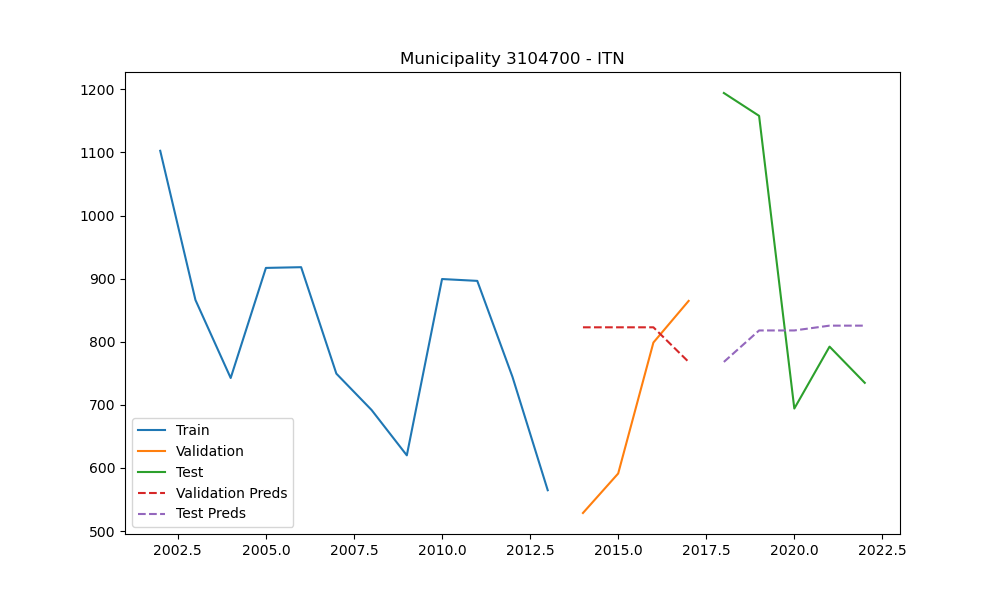 Municipality 3104700 - ITN
1200
1100
1000
900
800
700
600
500
Train
Validation
Test
Validation Preds
Test Preds
2002.5 2005.0 2007.5 2010.0 2012.5 2015.0 2017.5 2020.0 2022.5